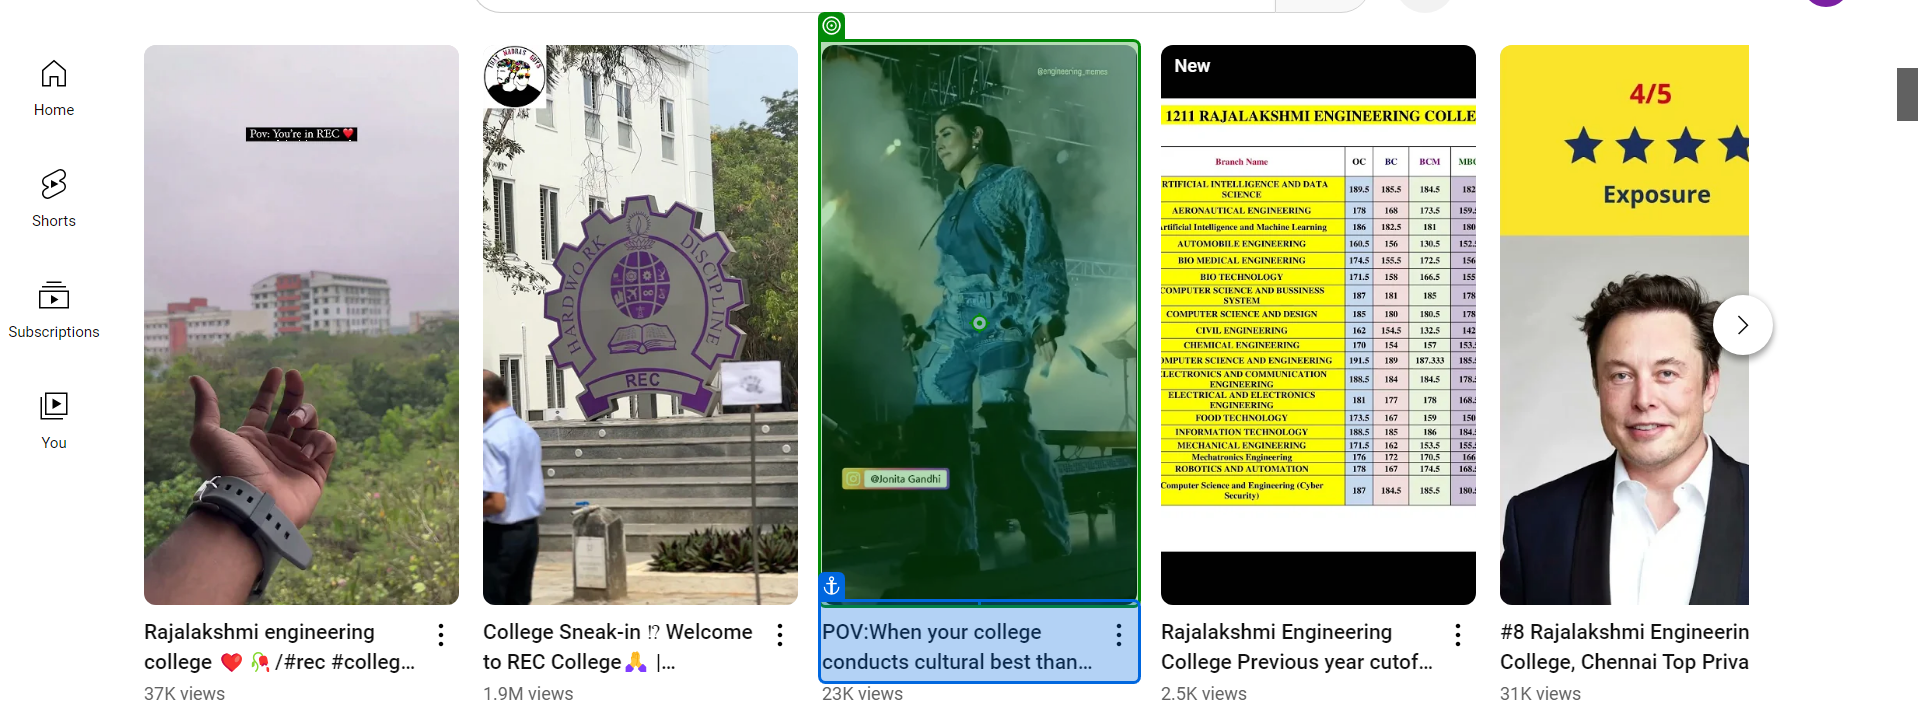 Home
Shorts
Subscriptions
You
Pov: You're in REC ❤️
Rajalakshmi engineering
college ❤️ 🥀 /#rec #colleg...
37K views
MADRAS
HARDWORK
DISCIPLINE
REC
College Sneak-in ⁉ Welcome
to REC College🙏 |...
1.9M views
@engineering_memes
@Jonita Gandhi
POV:When your college
conducts cultural best than...
23K views
New
1211 RAJALAKSHMI ENGINEERING COLLE
Branch Name OC BC BCM MBC
RTIFICIAL INTELLIGENCE AND DATA
SCIENCE 189.5 185.5 184.5 182
AERONAUTICAL ENGINEERING 178 168 173.5 159.
rtificial Intelligence and Machine Learning 186 182.5 181 180
AUTOMOBILE ENGINEERING 160.5 156 130.5 152.
BIO MEDICAL ENGINEERING 174.5 155.5 172.5 156
BIO TECHNOLOGY 171.5 158 166.5 155
COMPUTER SCIENCE AND BUSSINESS
SYSTEM 187 181 185 178
COMPUTER SCIENCE AND DESIGN 185 180 180.5 178
CIVIL ENGINEERING 162 154.5 132.5 142
CHEMICAL ENGINEERING 170 154 157 153.
OMPUTER SCIENCE AND ENGINEERING 191.5 189 187.333 185.
LECTRONICS AND COMMUNICATION
ENGINEERING 188.5 184 184.5 178.
ELECTRICAL AND ELECTRONICS
ENGINEERING 181 177 178 168.
FOOD TECHNOLOGY 173.5 167 159 150
INFORMATION TECHNOLOGY 188.5 185 186 184.
MECHANICAL ENGINEERING 171.5 162 153.5 155.
Mechatronics Engineering 176 172 170.5 166
ROBOTICS AND AUTOMATION 178 167 174.5 168.
Computer Science and Engineering (Cyber
Security) 187 184.5 185.5 180.
Rajalakshmi Engineering
College Previous year cutof...
2.5K views
4/5
Exposure
#8 Rajalakshmi Engineerin
College, Chennai Top Priva
31K views